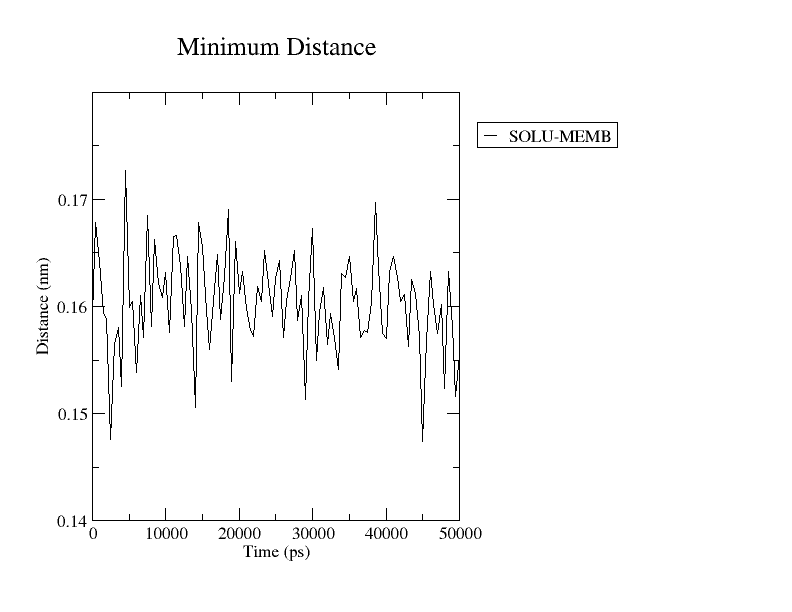 Minimum Distance
SOLU-MEMB
0.17
0.16
0.15
0.14
Distance (nm)
0 10000 20000 30000 40000 50000
Time (ps)